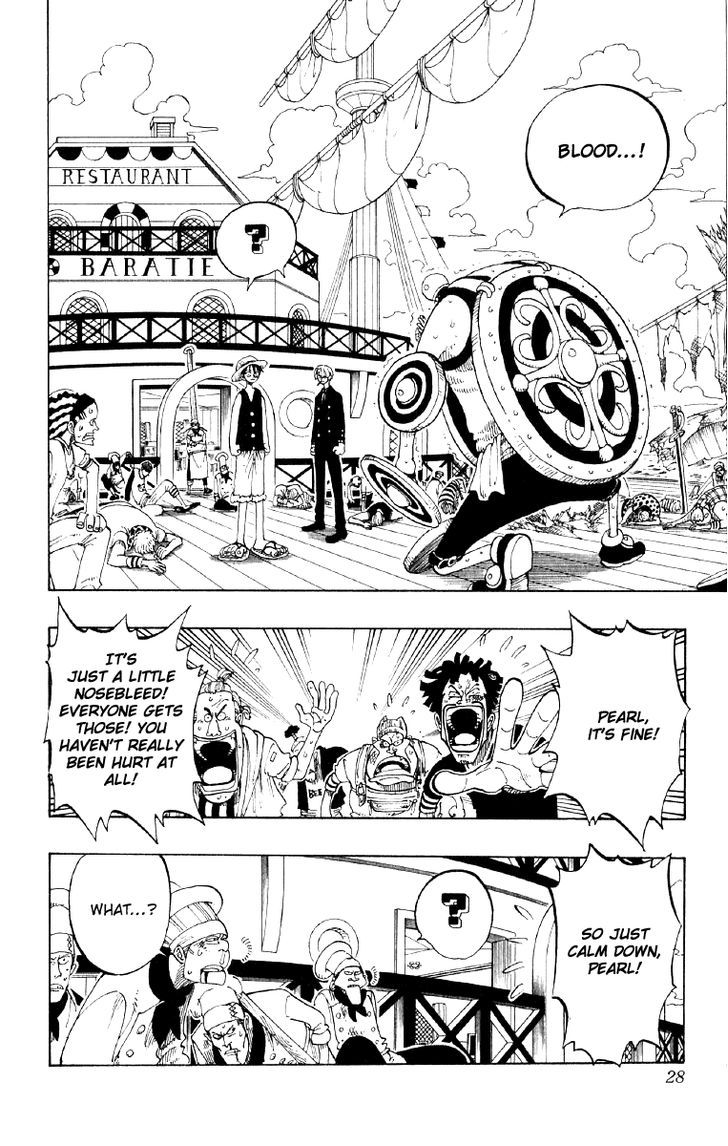 BLOOD...!
RESTAURANT
?
BARATIE
PEARL,
IT'S FINE!
IT'S
JUST A LITTLE
NOSEBLEED!
EVERYONE GETS
THOSE! YOU
HAVEN'T REALLY
BEEN HURT AT
ALL!
BEE
SO JUST
CALM DOWN,
PEARL!
?
WHAT...?
28